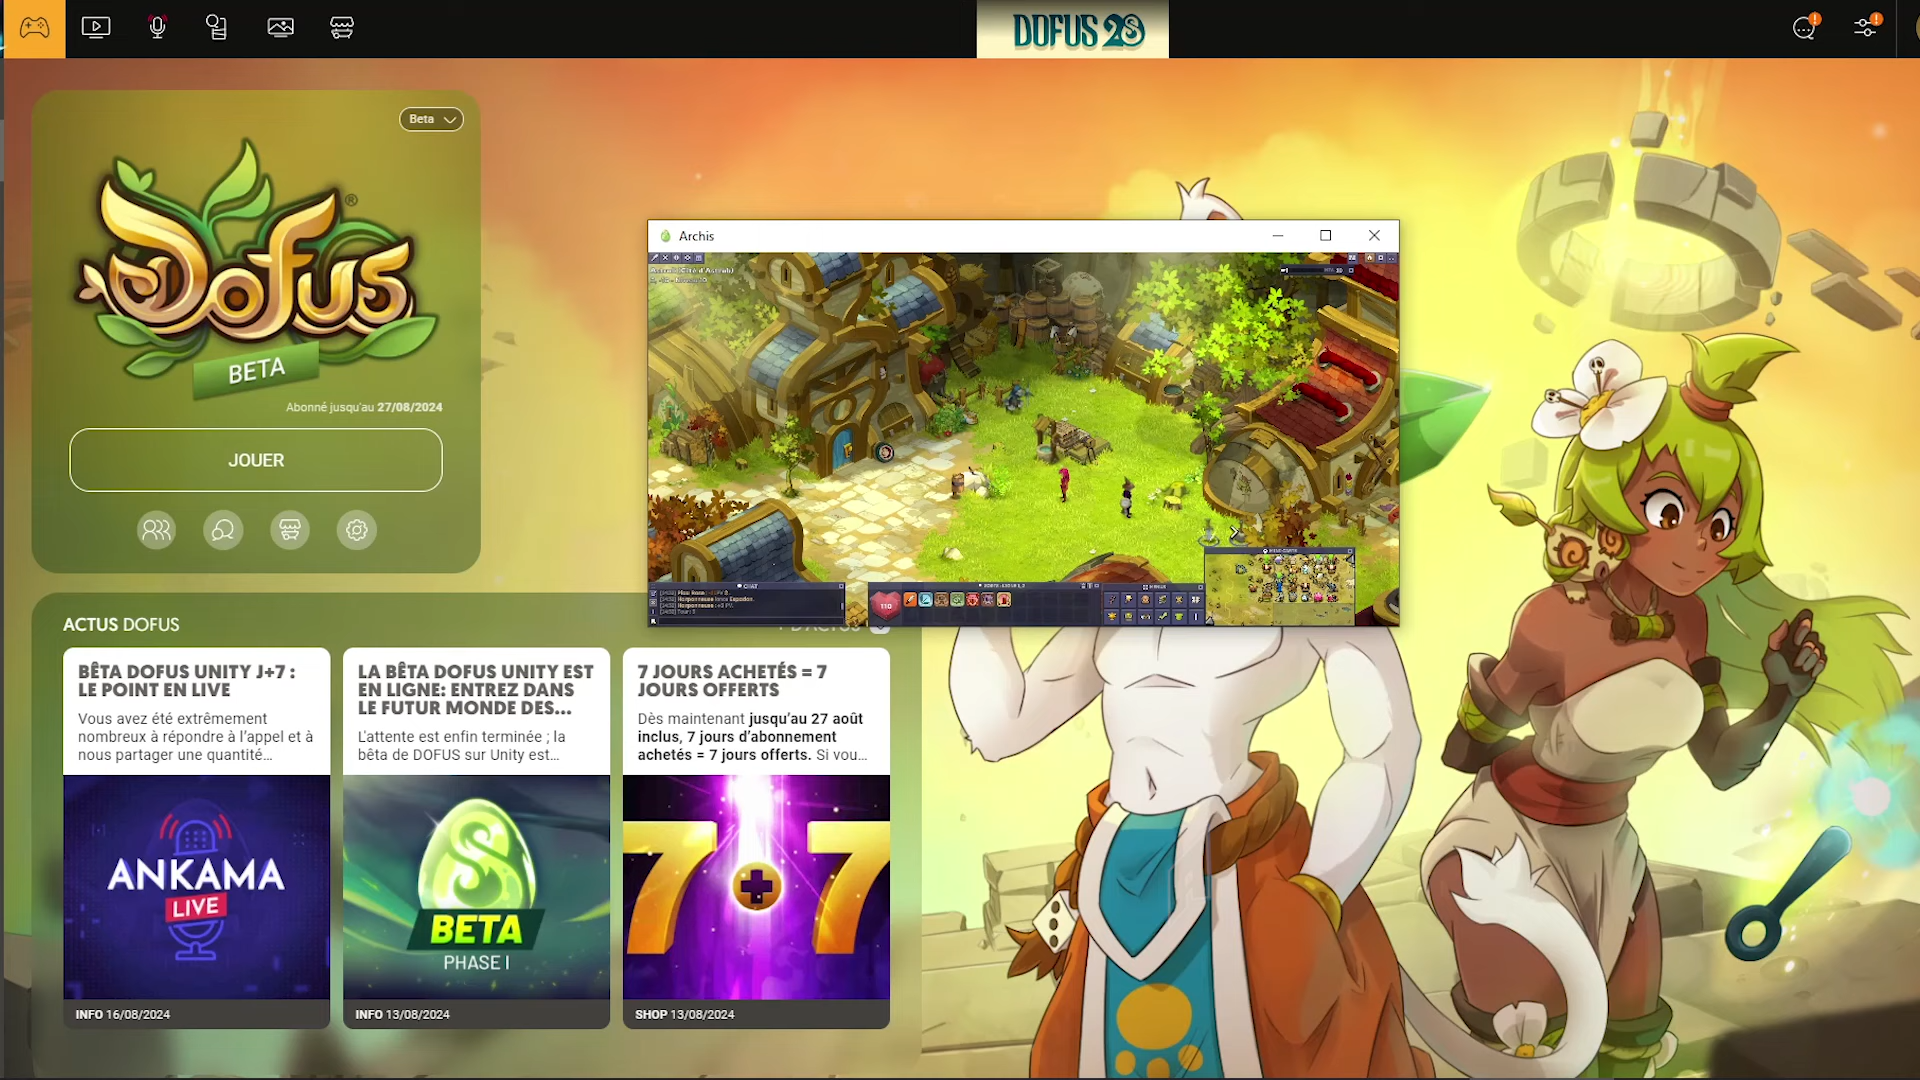 DOFUS 20
Beta
DOFUS
BETA
Abonné jusqu'au 27/08/2024
JOUER
Archis
CHAT
110
ACTUS DOFUS
BÊTA DOFUS UNITY J+7 :
LE POINT EN LIVE
Vous avez été extrêmement
nombreux à répondre à l'appel et à
nous partager une quantité...
ANKAMA
LIVE
INFO 16/08/2024
LA BÊTA DOFUS UNITY EST
EN LIGNE: ENTREZ DANS
LE FUTUR MONDE DES...
L'attente est enfin terminée ; la
bêta de DOFUS sur Unity est...
BETA
PHASE I
INFO 13/08/2024
7 JOURS ACHETÉS = 7
JOURS OFFERTS
Dès maintenant jusqu'au 27 août
inclus, 7 jours d'abonnement
achetés = 7 jours offerts. Si vou...
7+7
SHOP 13/08/2024